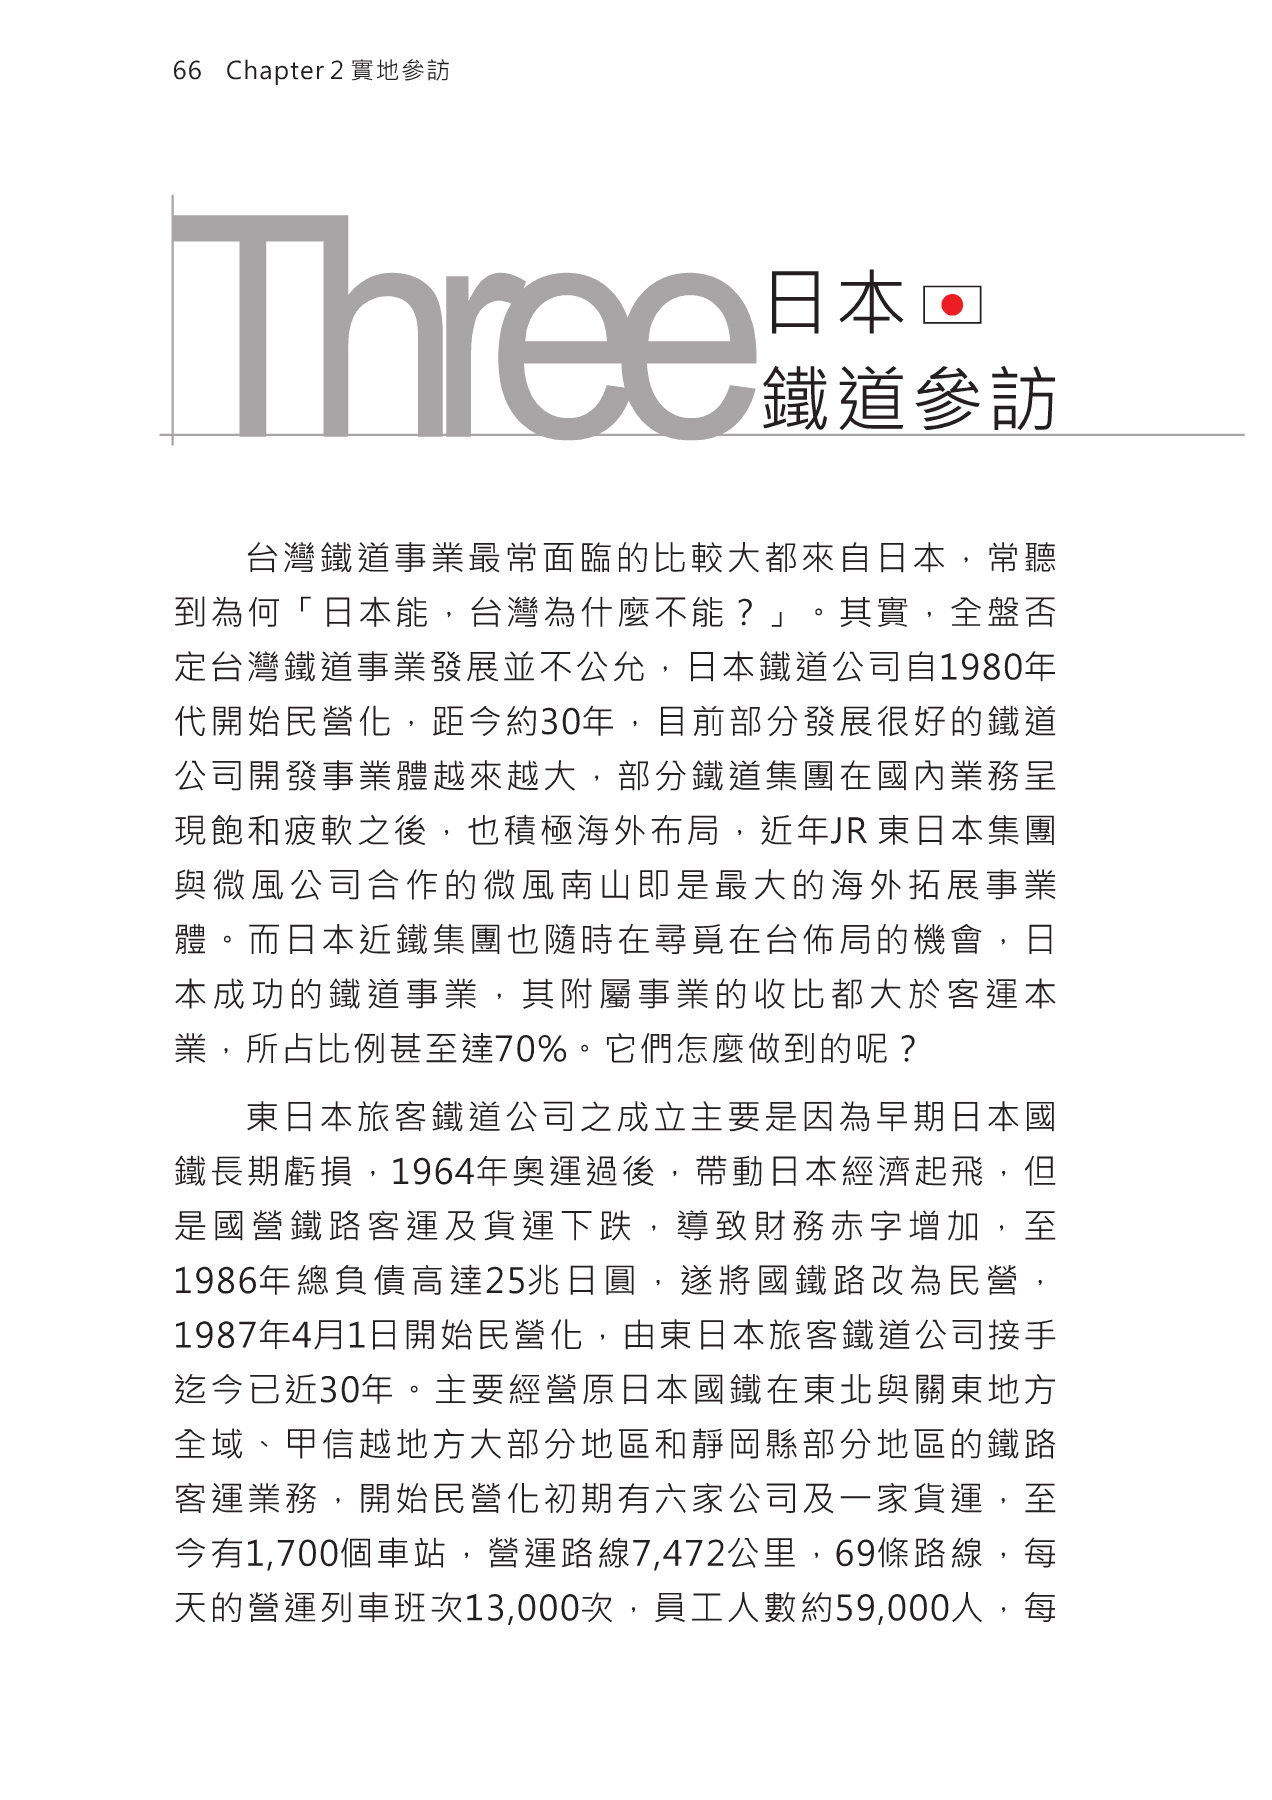 66 Chapter 2 實地參訪
Three
日本
鐵道參訪
台灣鐵道事業最常面臨的比較大都來自日本，常聽
到為何「日本能，台灣為什麼不能？」。其實，全盤否
定台灣鐵道事業發展並不公允，日本鐵道公司自1980年
代開始民營化，距今約30年，目前部分發展很好的鐵道
公司開發事業體越來越大，部分鐵道集團在國內業務呈
現飽和疲軟之後，也積極海外布局，近年JR 東日本集團
與微風公司合作的微風南山即是最大的海外拓展事業
體。而日本近鐵集團也隨時在尋覓在台佈局的機會，日
本成功的鐵道事業，其附屬事業的收比都大於客運本
業，所占比例甚至達70%。它們怎麼做到的呢？
東日本旅客鐵道公司之成立主要是因為早期日本國
鐵長期虧損，1964年奧運過後，帶動日本經濟起飛，但
是國營鐵路客運及貨運下跌，導致財務赤字增加，至
1986年總負債高達25兆日圓，遂將國鐵路改為民營，
1987年4月1日開始民營化，由東日本旅客鐵道公司接手
迄今已近30年。主要經營原日本國鐵在東北與關東地方
全域、甲信越地方大部分地區和靜岡縣部分地區的鐵路
客運業務，開始民營化初期有六家公司及一家貨運，至
今有1,700個車站，營運路線7,472公里，69條路線，每
天的營運列車班次13,000次，員工人數約59,000人，每